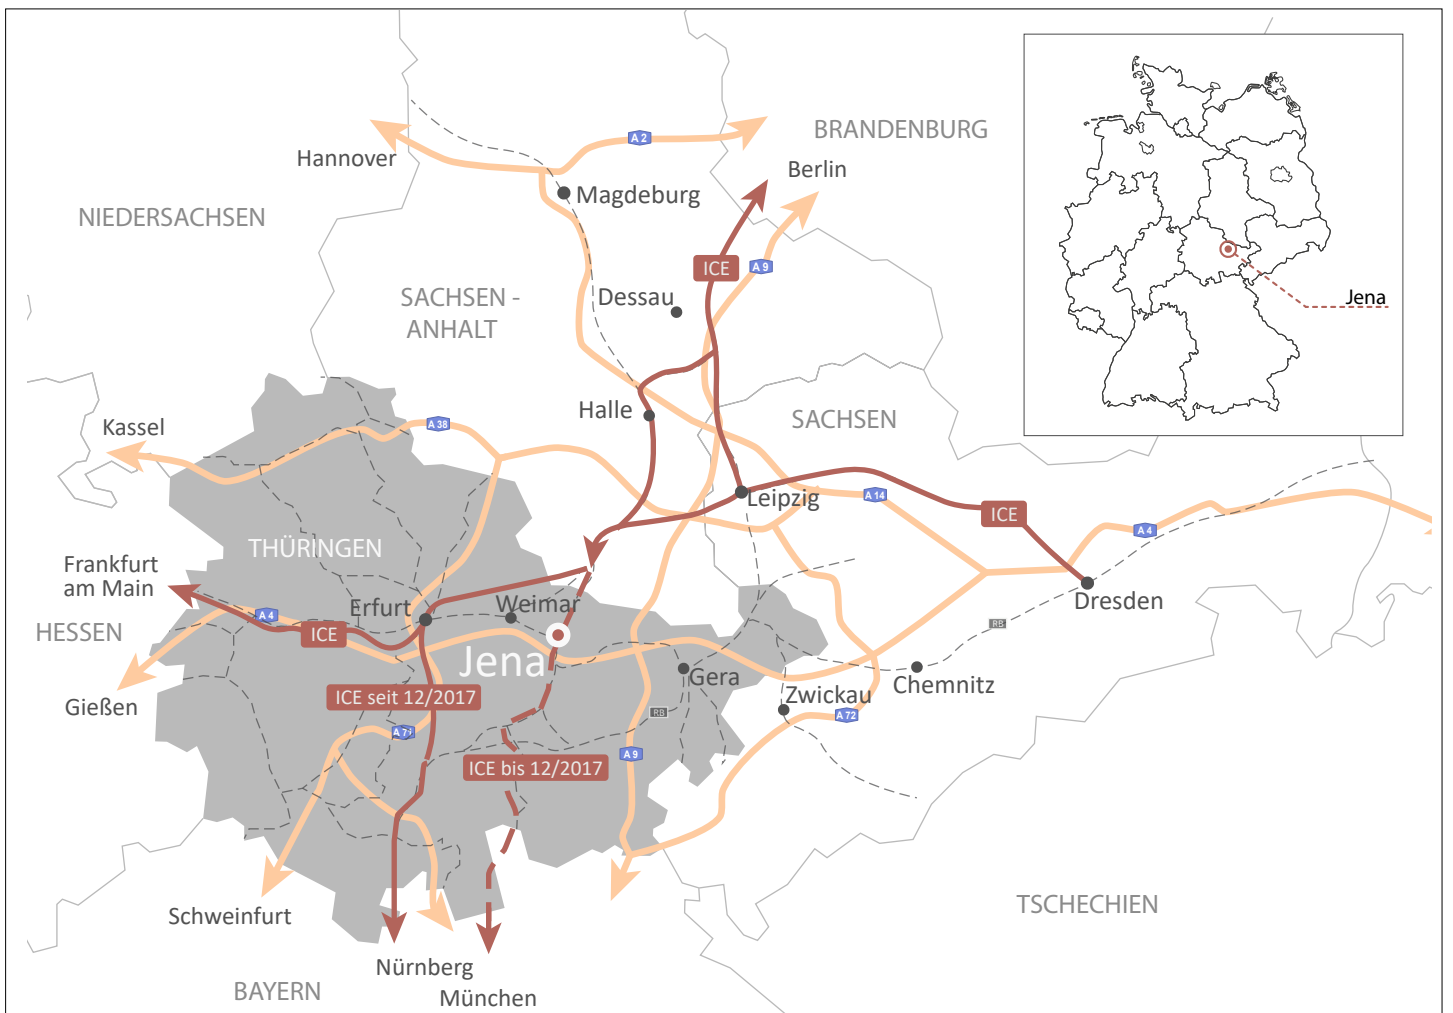 A 2
BRANDENBURG
Hannover
Berlin
Magdeburg
NIEDERSACHSEN
ICE
A 9
SACHSEN -
ANHALT
Dessau
Jena
Halle
SACHSEN
Kassel
A 38
Leipzig
A 14
ICE
A 4
THÜRINGEN
Frankfurt
am Main
Erfurt
Weimar
Dresden
A 4
ICE
HESSEN
RB
Jena
Gera
Chemnitz
Zwickau
Gießen
ICE seit 12/2017
RB
A 72
A 71
A 9
ICE bis 12/2017
Schweinfurt
TSCHECHIEN
Nürnberg
BAYERN
München